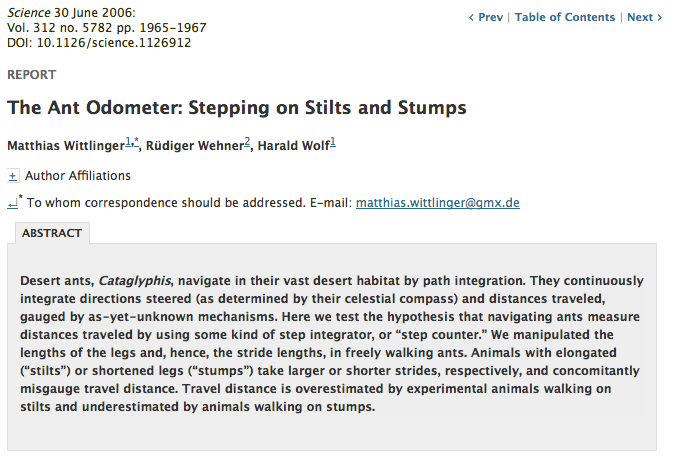 Science 30 June 2006:
Vol. 312 no. 5782 pp. 1965-1967
DOI: 10.1126/science.1126912
< Prev | Table of Contents | Next >
REPORT
The Ant Odometer: Stepping on Stilts and Stumps
Matthias Wittlinger1,*, Rüdiger Wehner2, Harald Wolf1
+ Author Affiliations
↵* To whom correspondence should be addressed. E-mail: matthias.wittlinger@gmx.de
ABSTRACT
Desert ants, Cataglyphis, navigate in their vast desert habitat by path integration. They continuously
integrate directions steered (as determined by their celestial compass) and distances traveled,
gauged by as-yet-unknown mechanisms. Here we test the hypothesis that navigating ants measure
distances traveled by using some kind of step integrator, or “step counter.” We manipulated the
lengths of the legs and, hence, the stride lengths, in freely walking ants. Animals with elongated
(“stilts”) or shortened legs (“stumps”) take larger or shorter strides, respectively, and concomitantly
misgauge travel distance. Travel distance is overestimated by experimental animals walking on
stilts and underestimated by animals walking on stumps.